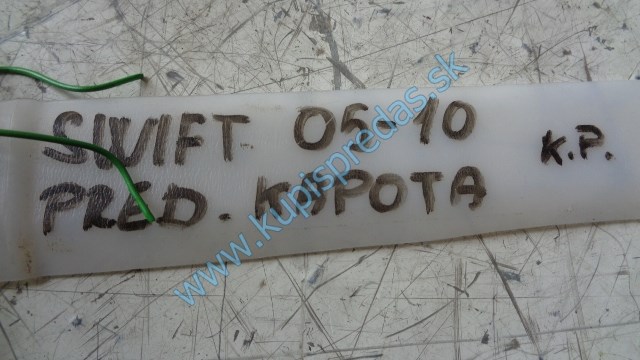 SWIFT. 05-10
K.P.
PRED. KAPOTA
www.kupispredas.sk